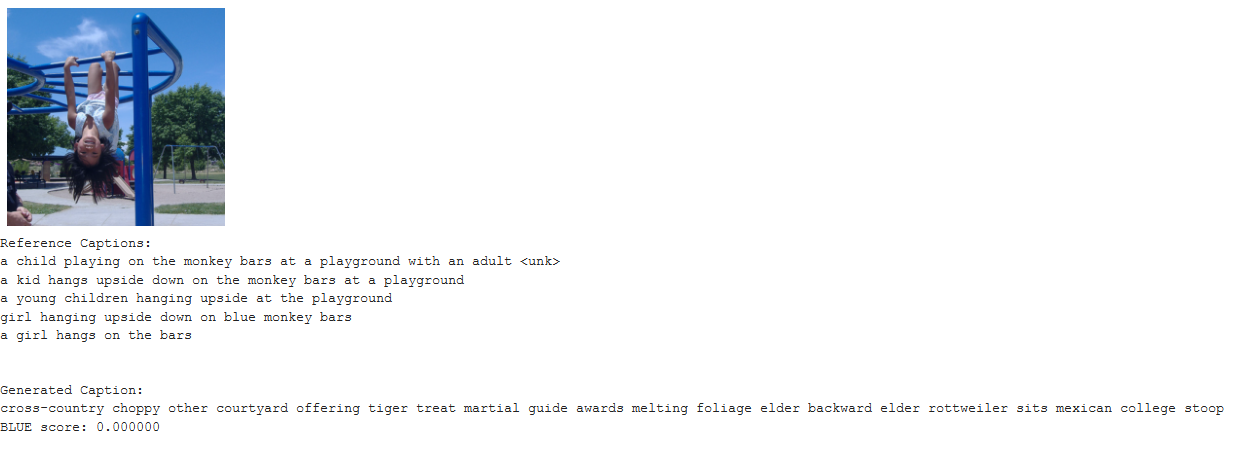 Reference Captions:
a child playing on the monkey bars at a playground with an adult <unk>
a kid hangs upside down on the monkey bars at a playground
a young children hanging upside at the playground
girl hanging upside down on blue monkey bars
a girl hangs on the bars
Generated Caption:
cross-country choppy other courtyard offering tiger treat martial guide awards melting foliage elder backward elder rottweiler sits mexican college stoop
BLUE score: 0.000000